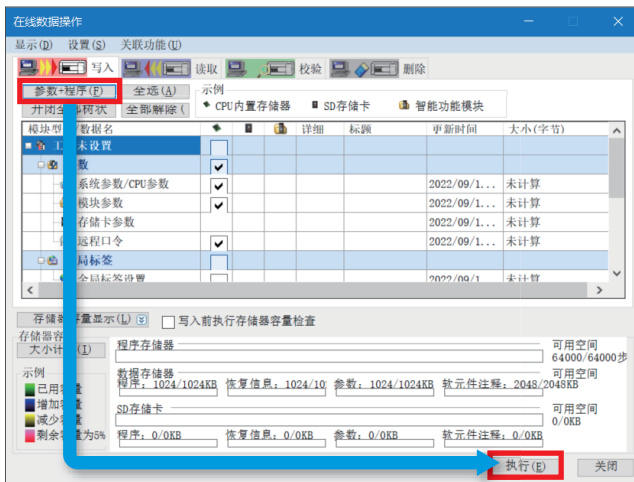 在线数据操作
显示(D) 设置(S) 关联功能(U)
写入 读取 校验 删除
参数+程序(F) 全选(A) 示例
开闭全 树状 全部解除( CPU内置存储器 SD存储卡 智能功能模块
模块型 数据名 详细 标题 更新时间 大小(字节)
工 未设置
数
系统参数/CPU参数 2022/09/1... 未计算
模块参数 2022/09/1... 未计算
存储卡参数 2022/09/1... 未计算
远程口令 2022/09/1... 未计算
局标签
全局标签设置 2022/09/1 未计算
存储器 量显示(L) 写入前执行存储器容量检查
存储器容
大小计 (I) 程序存储器 可用空间
64000/64000步
示例 数据存储器 可用空间
已用容量 程序: 1024/1024KB 恢复信息: 1024/10 参数: 1024/1024KB 软元件注释: 2048/2048KB
增加容量 SD存储卡 可用空间
减少容量 0/0KB
剩余容量为5% 程序: 0/0KB 恢复信息: 0/0KB 参数: 0/0KB 软元件注释: 0/0KB
执行(E) 关闭